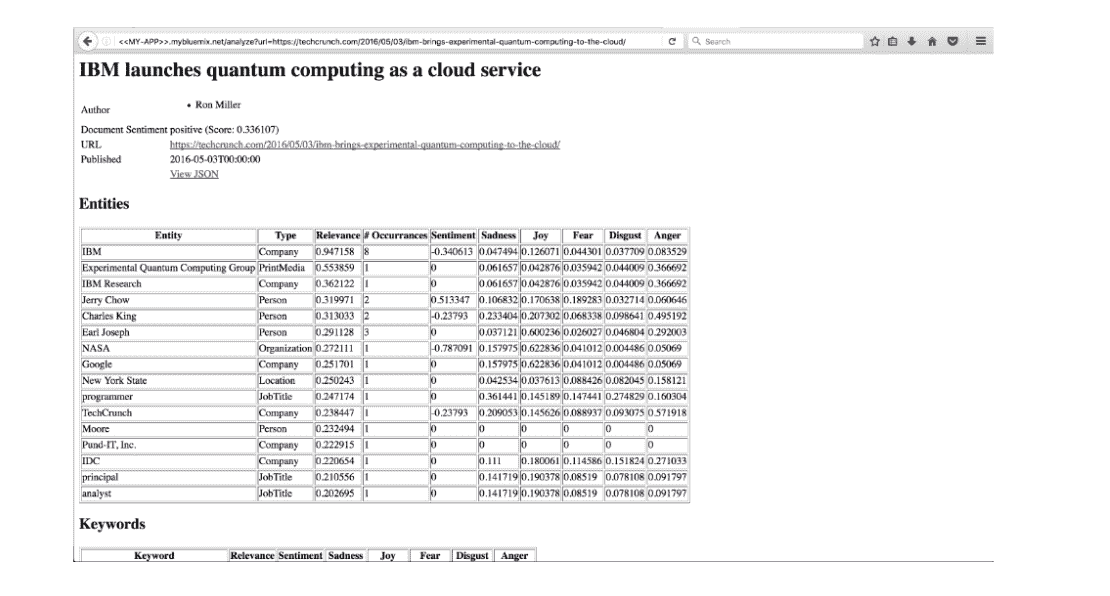 <<MY-APP>>.mybluemix.net/analyze?url=https://techcrunch.com/2016/05/03/ibm-brings-experimental-quantum-computing-to-the-cloud/ Search
IBM launches quantum computing as a cloud service
Author • Ron Miller
Document Sentiment positive (Score: 0.336107)
URL https://techcrunch.com/2016/05/03/ibm-brings-experimental-quantum-computing-to-the-cloud/
Published 2016-05-03T00:00:00
View JSON
Entities
Entity Type Relevance # Occurrances Sentiment Sadness Joy Fear Disgust Anger
IBM Company 0.947158 8 -0.340613 0.047494 0.126071 0.044301 0.037709 0.083529
Experimental Quantum Computing Group PrintMedia 0.553859 1 0 0.061657 0.042876 0.035942 0.044009 0.366692
IBM Research Company 0.362122 1 0 0.061657 0.042876 0.035942 0.044009 0.366692
Jerry Chow Person 0.319971 2 0.513347 0.106832 0.170638 0.189283 0.032714 0.060646
Charles King Person 0.313033 2 -0.23793 0.233404 0.207302 0.068338 0.098641 0.495192
Earl Joseph Person 0.291128 3 0 0.037121 0.600236 0.026027 0.046804 0.292003
NASA Organization 0.272111 1 -0.787091 0.157975 0.622836 0.041012 0.004486 0.05069
Google Company 0.251701 1 0 0.157975 0.622836 0.041012 0.004486 0.05069
New York State Location 0.250243 1 0 0.042534 0.037613 0.088426 0.082045 0.158121
programmer JobTitle 0.247174 1 0 0.361441 0.145189 0.147441 0.274829 0.160304
TechCrunch Company 0.238447 1 -0.23793 0.209053 0.145626 0.088937 0.093075 0.571918
Moore Person 0.232494 1 0 0 0 0 0 0
Pund-IT, Inc. Company 0.222915 1 0 0 0 0 0 0
IDC Company 0.220654 1 0 0.111 0.180061 0.114586 0.151824 0.271033
principal JobTitle 0.210556 1 0 0.141719 0.190378 0.08519 0.078108 0.091797
analyst JobTitle 0.202695 1 0 0.141719 0.190378 0.08519 0.078108 0.091797
Keywords
Keyword Relevance Sentiment Sadness Joy Fear Disgust Anger